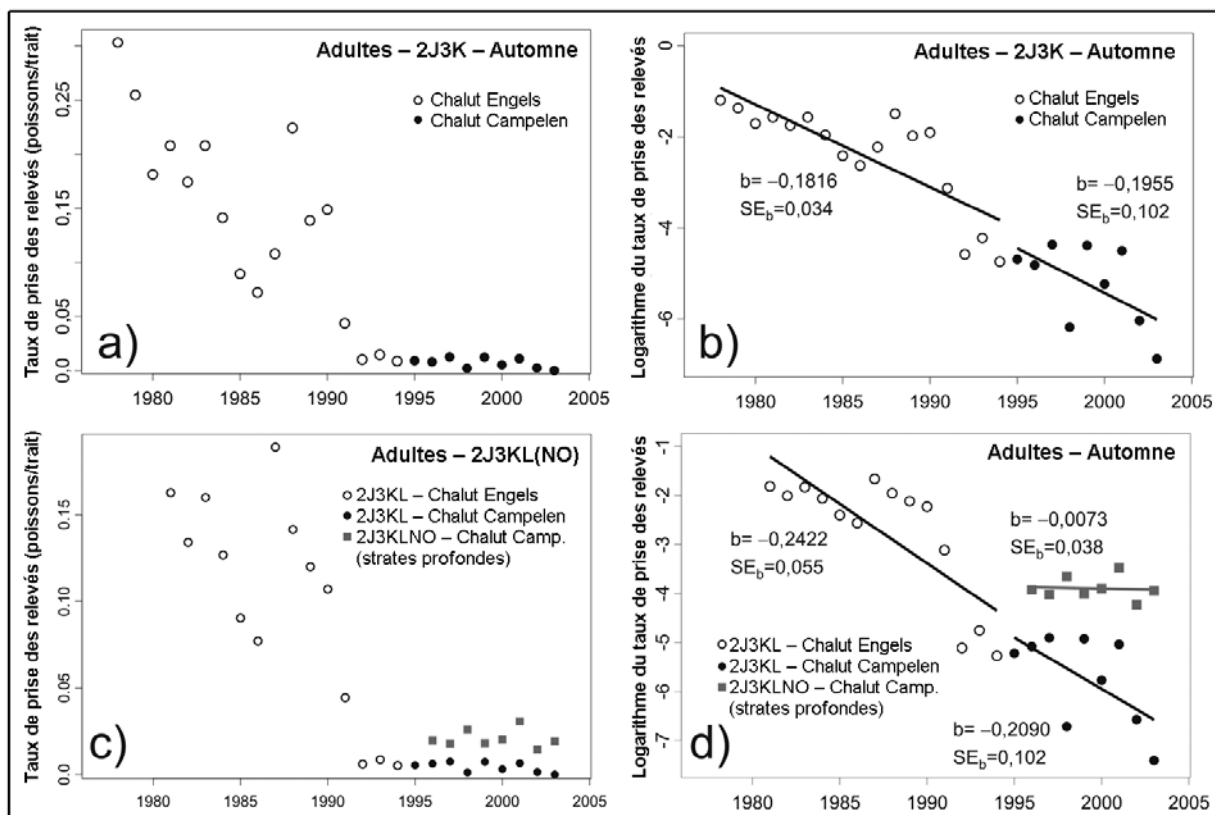 Adultes – 2J3K – Automne
Chalut Engels
Chalut Campelen
Taux de prise des relevés (poissons/trait)
0,25
0,15
0,05
0,0
a)
1980 1985 1990 1995 2000 2005
Adultes – 2J3K – Automne
Chalut Engels
Chalut Campelen
Logarithme du taux de prise des relevés
0
-2
-4
-6
b= –0,1816
SEb=0,034
b= –0,1955
SEb=0,102
b)
1980 1985 1990 1995 2000 2005
Adultes – 2J3KL(NO)
2J3KL – Chalut Engels
2J3KL – Chalut Campelen
2J3KLNO – Chalut Camp.
(strates profondes)
Taux de prise des relevés (poissons/trait)
0.15
0.10
0.05
0.0
c)
1980 1985 1990 1995 2000 2005
Adultes – Automne
Logarithme du taux de prise des relevés
-1
-2
-3
-4
-5
-6
-7
b= –0,2422
SEb=0,055
b= –0,0073
SEb=0,038
2J3KL – Chalut Engels
2J3KL – Chalut Campelen
2J3KLNO – Chalut Camp.
(strates profondes)
b= –0,2090
SEb=0,102
d)
1980 1985 1990 1995 2000 2005